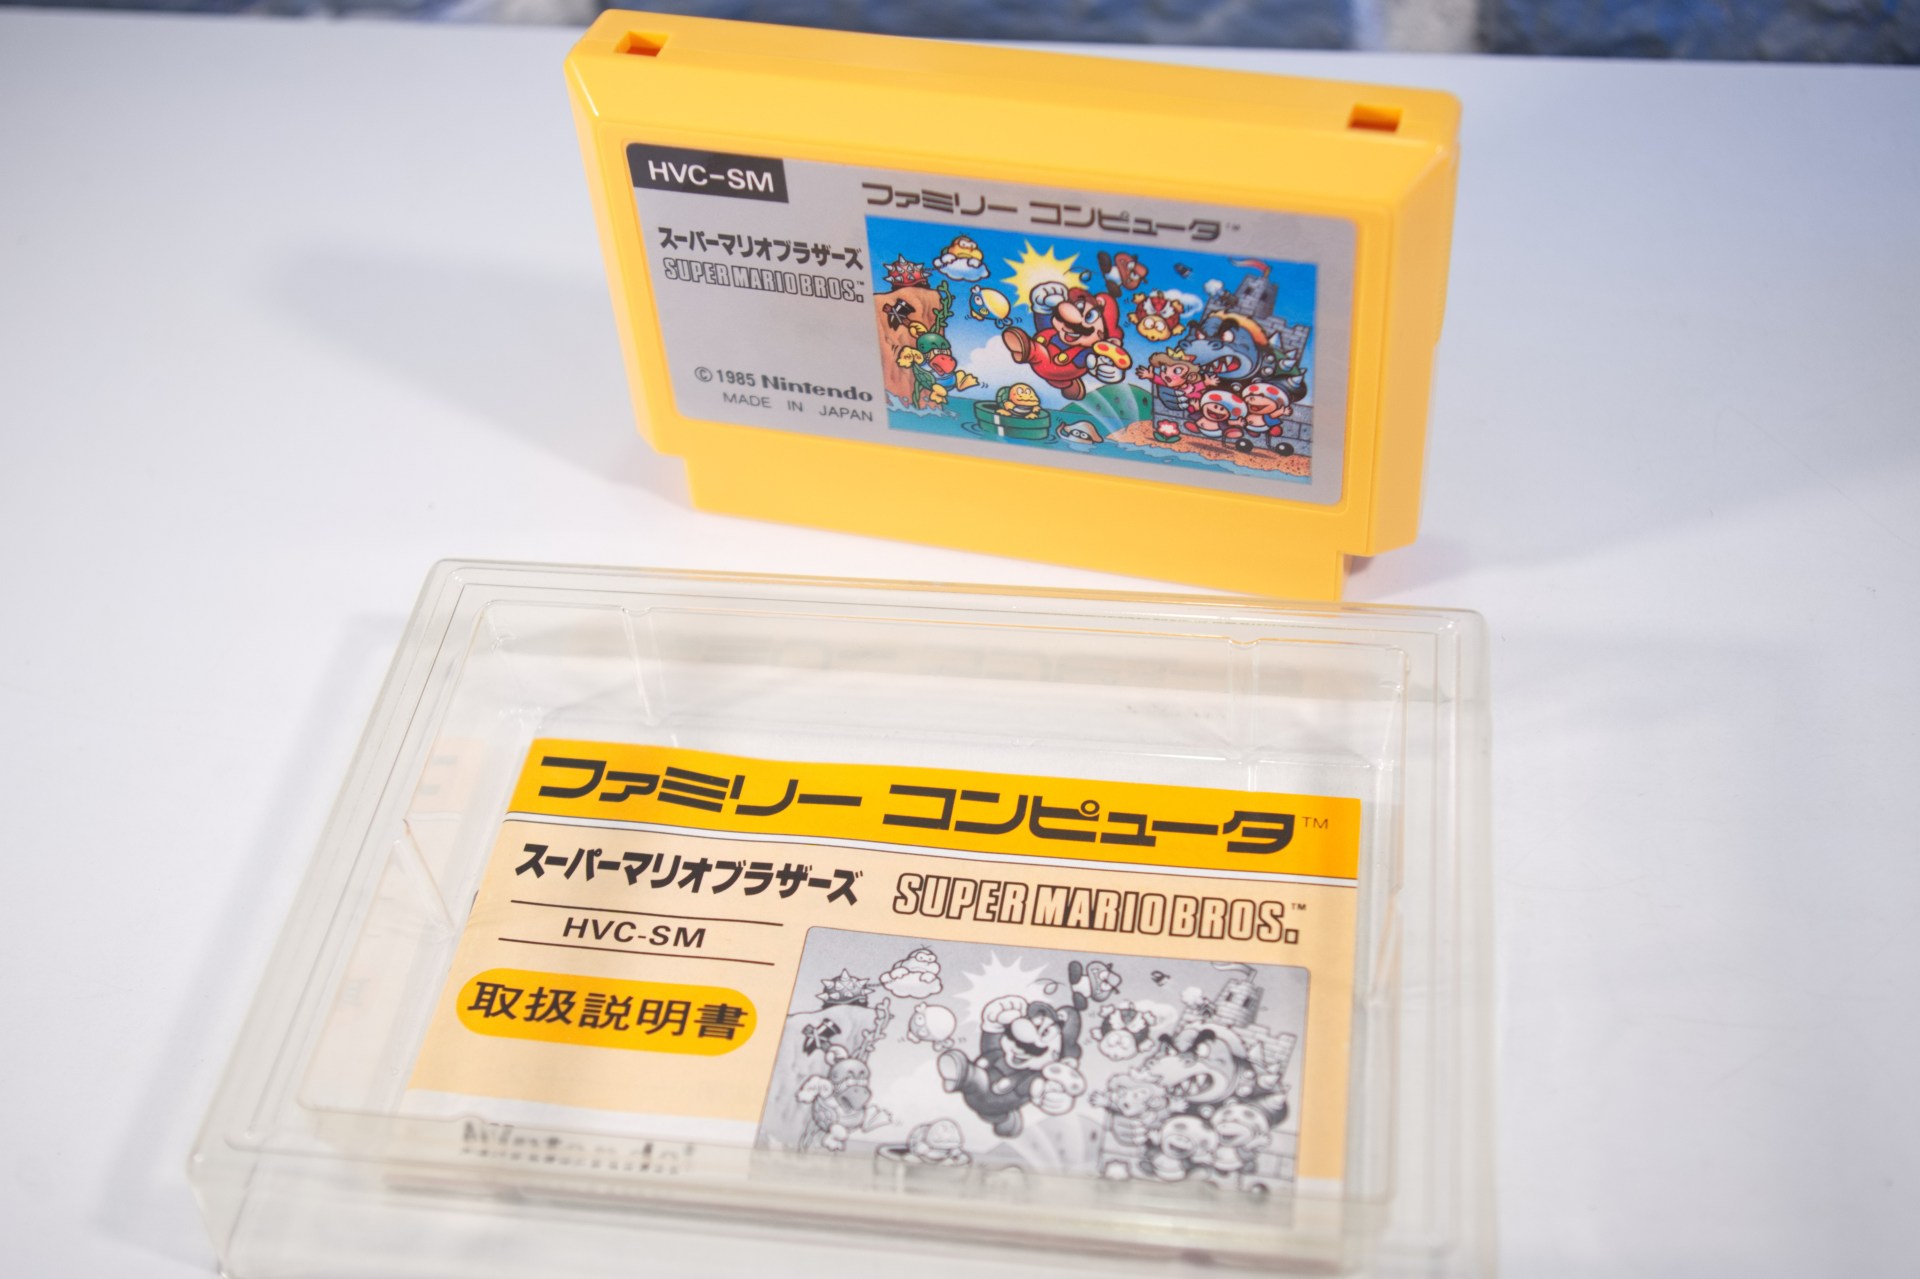 HVC-SM
ファミリー コンピュータ™
スーパーマリオブラザーズ
SUPER MARIO BROS.™
© 1985 Nintendo
MADE IN JAPAN
ファミリー コンピュータ™
スーパーマリオブラザーズ
SUPER MARIO BROS.™
HVC-SM
取扱説明書
Nintendo